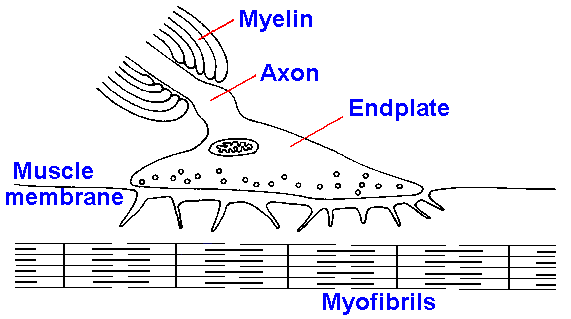 Myelin
Axon
Endplate
Muscle
membrane
Myofibrils